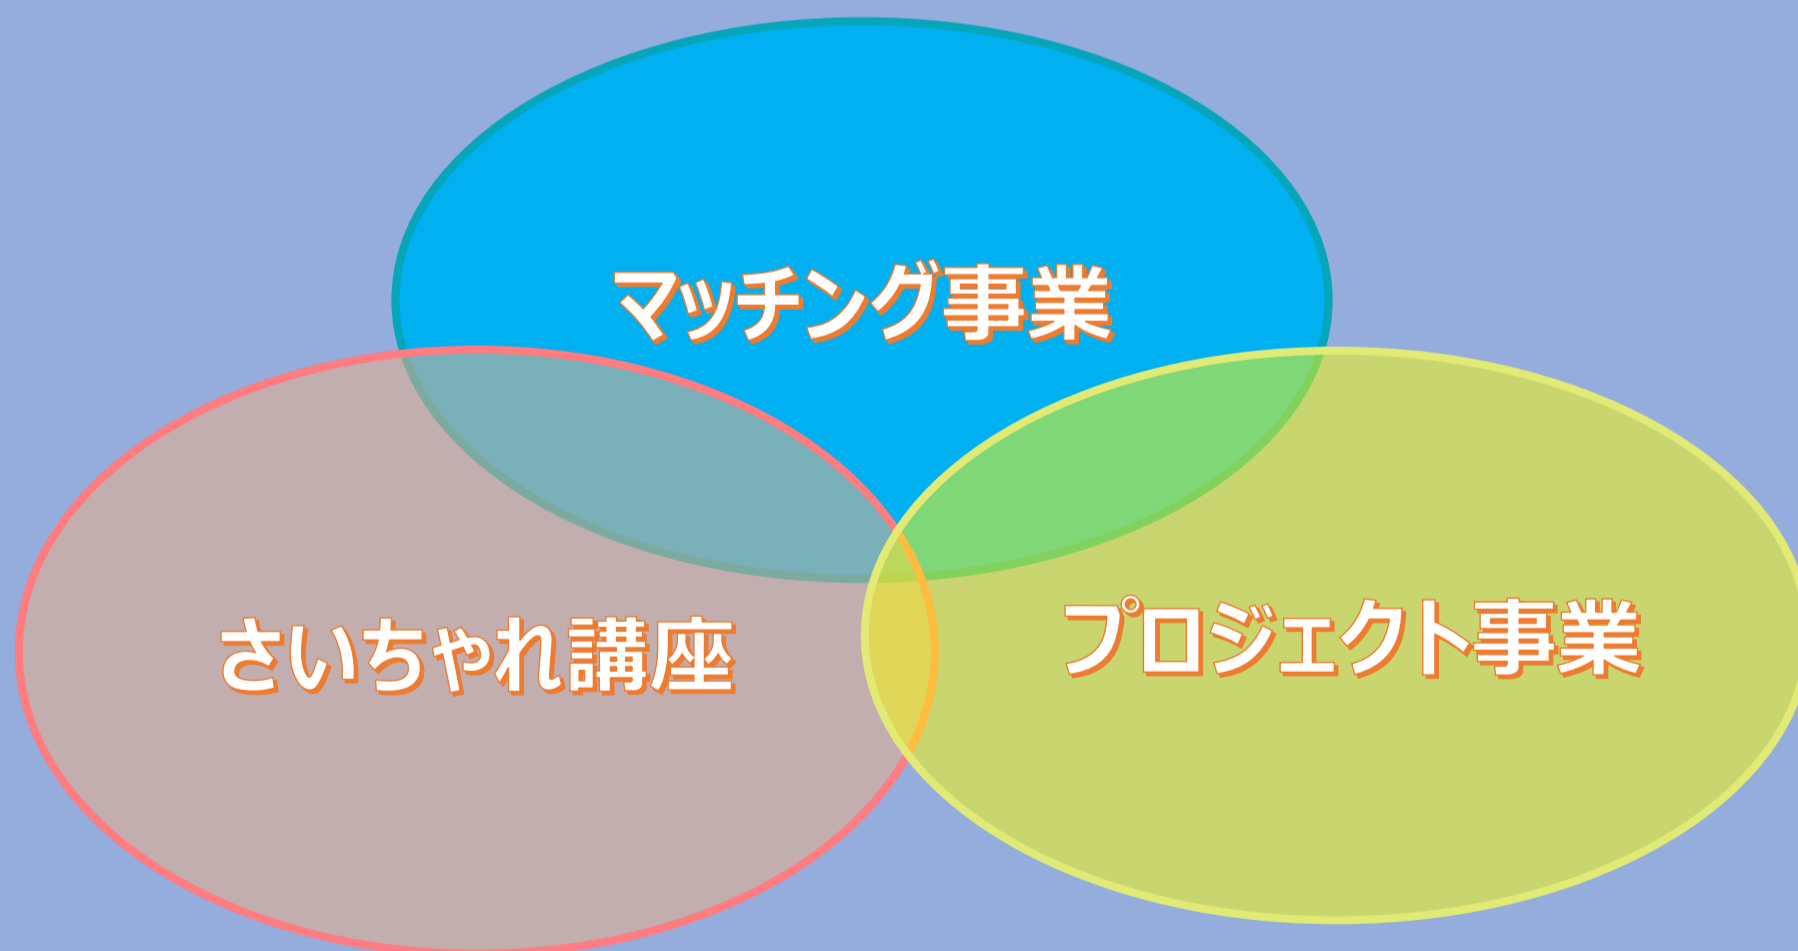 マッチング事業
さいちゃれ講座
プロジェクト事業